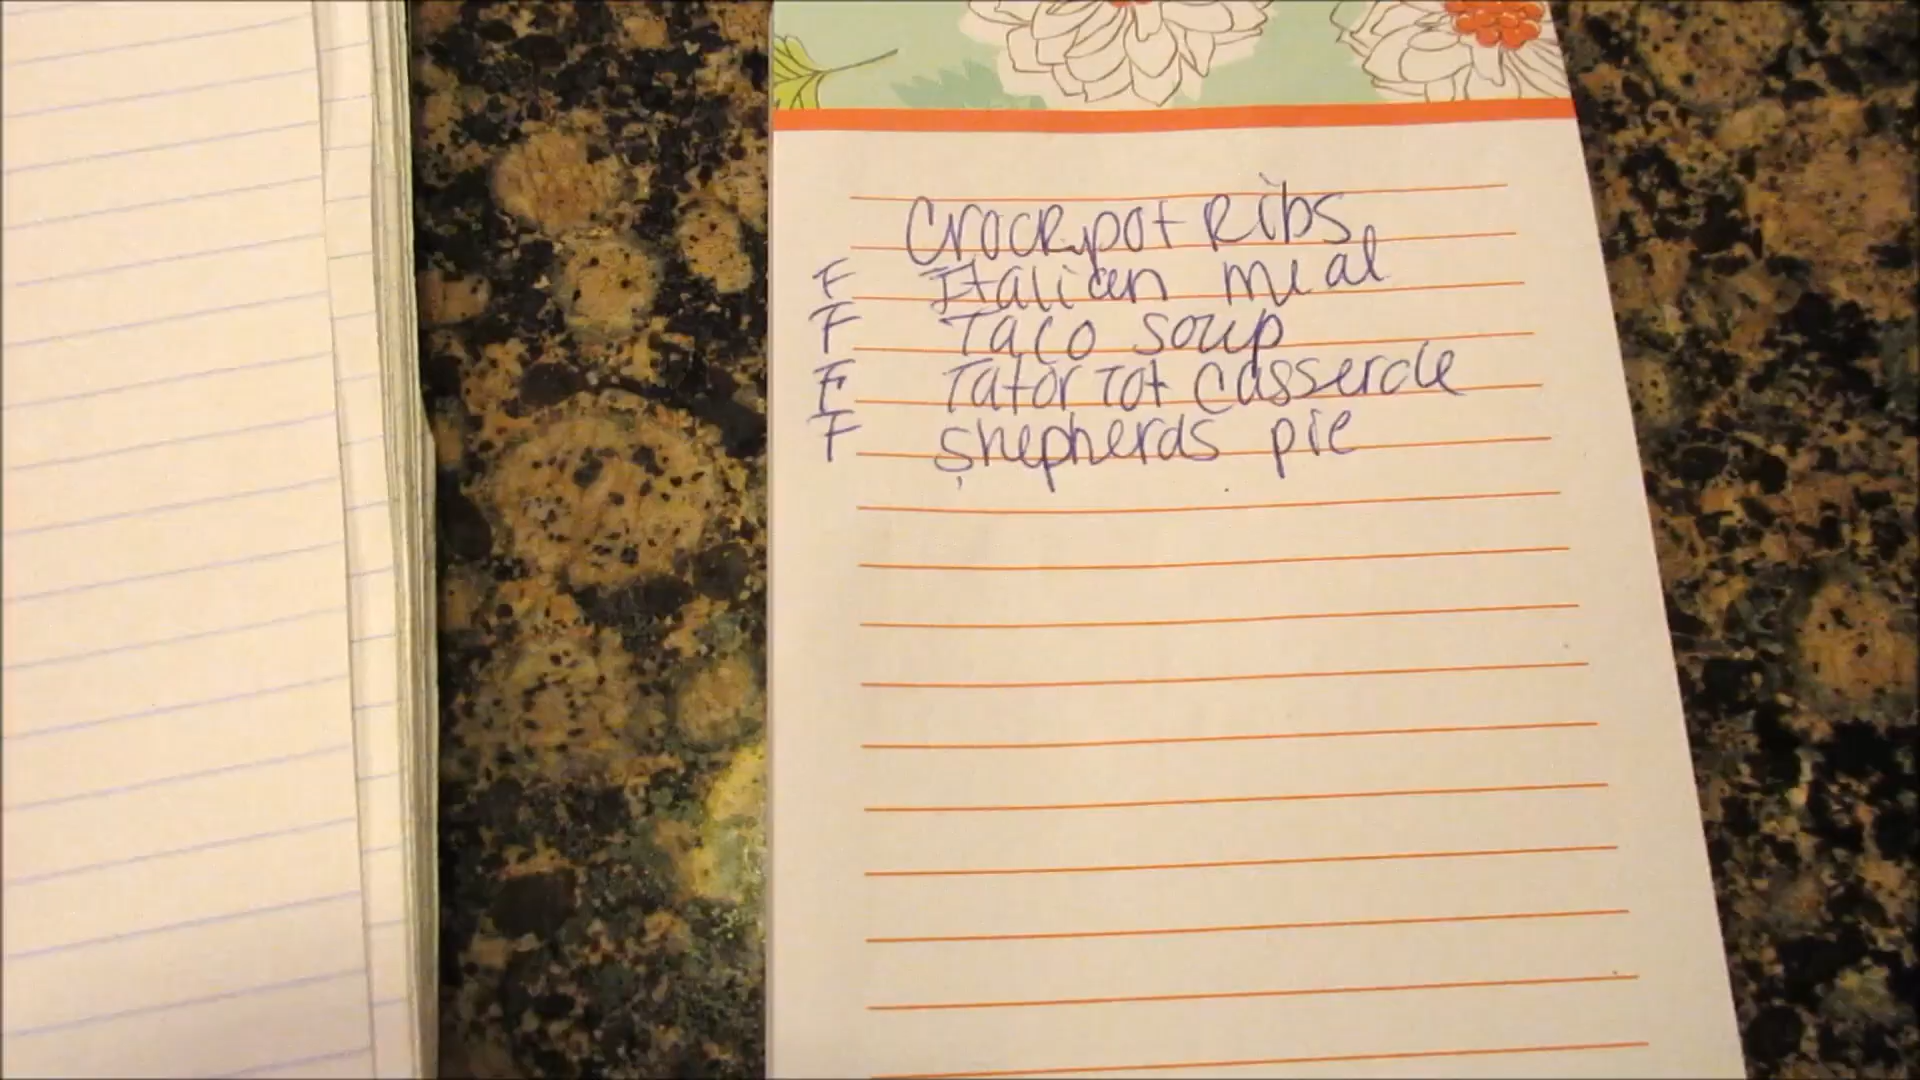 Crockpot Ribs
F Italian meal
F Taco soup
F Tator Tot casserole
F shepherds pie